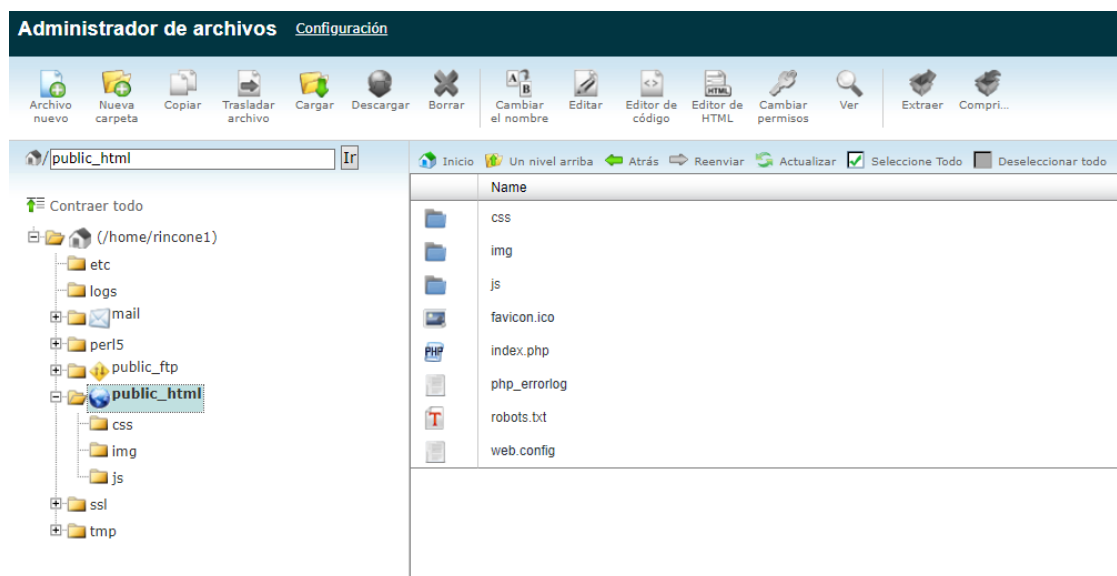 Administrador de archivos Configuración
Archivo nuevo
Nueva carpeta
Copiar
Trasladar archivo
Cargar
Descargar
Borrar
Cambiar el nombre
Editar
Editor de código
Editor de HTML
Cambiar permisos
Ver
Extraer
Compri...
/public_html Ir
Inicio Un nivel arriba Atrás Reenviar Actualizar Seleccione Todo Deseleccionar todo
Contraer todo
(/home/rincone1)
etc
logs
mail
perl5
public_ftp
public_html
css
img
js
ssl
tmp
Name
css
img
js
favicon.ico
PHP index.php
php_errorlog
T robots.txt
web.config